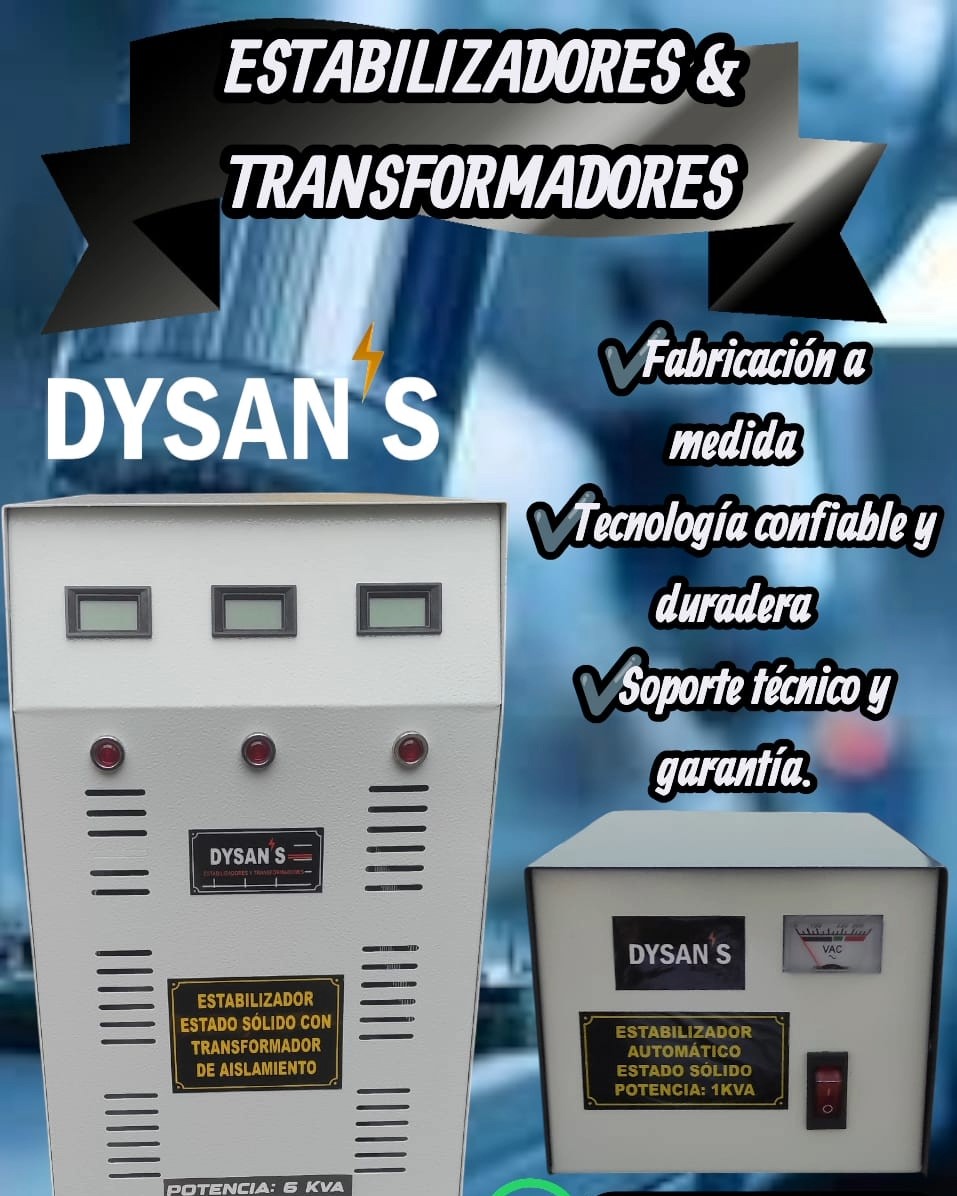 ESTABILIZADORES &
TRANSFORMADORES
DYSAN'S
✔Fabricación a
medida
✔Tecnología confiable y
duradera
✔Soporte técnico y
garantía.
DYSAN'S
ESTABILIZADORES Y TRANSFORMADORES
ESTABILIZADOR
ESTADO SÓLIDO CON
TRANSFORMADOR
DE AISLAMIENTO
POTENCIA: 6 KVA
DYSAN'S
VAC
~
ESTABILIZADOR
AUTOMÁTICO
ESTADO SÓLIDO
POTENCIA: 1KVA